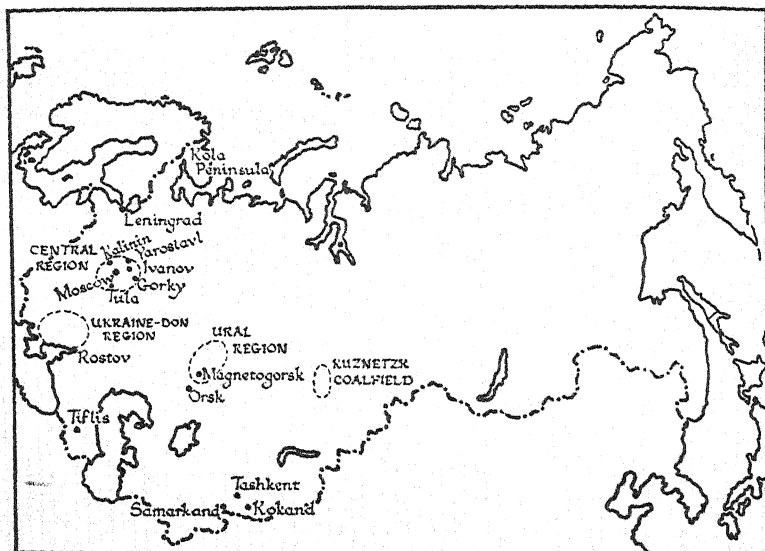 Kola
Peninsula
Leningrad
CENTRAL
REGION
Kalinin
Yaroslavl
Ivanov
Moscow
Gorky
Tula
UKRAINE-DON
REGION
Rostov
URAL
REGION
Magnetogorsk
Orsk
KUZNETZK
COALFIELD
Tiflis
Tashkent
Samarkand
Kokand